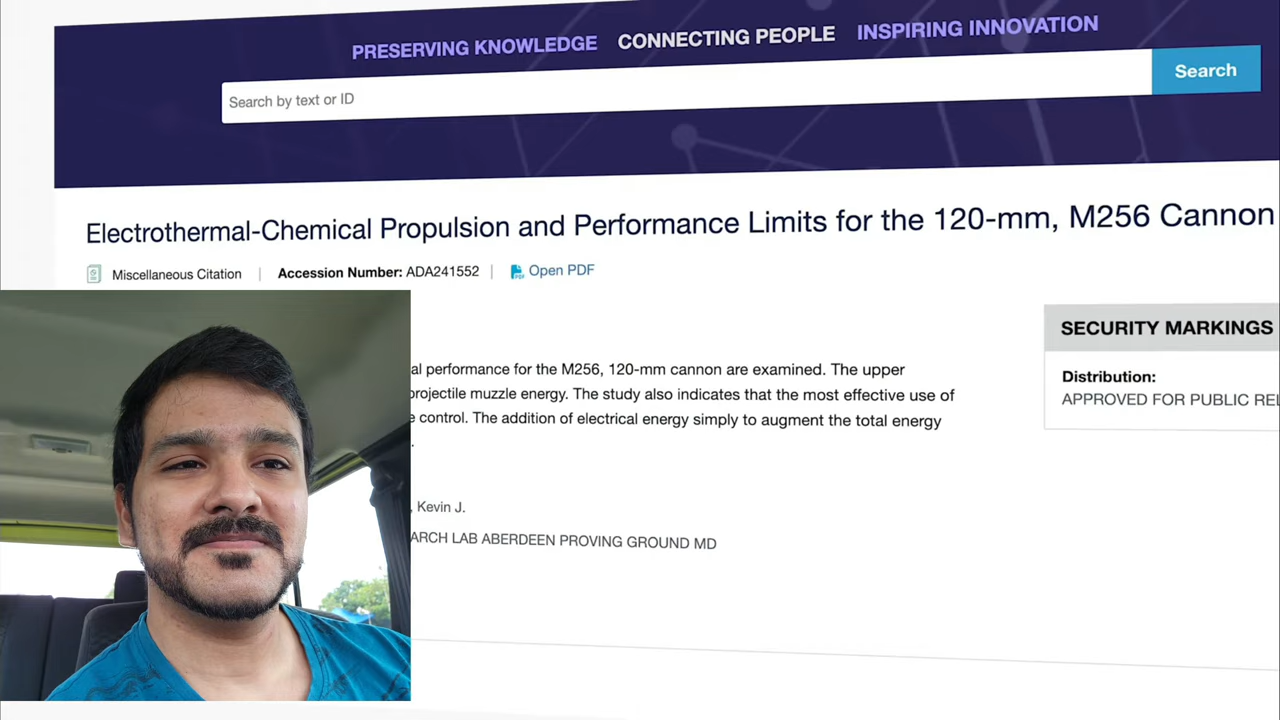 PRESERVING KNOWLEDGE CONNECTING PEOPLE INSPIRING INNOVATION
Search by text or ID
Search
Electrothermal-Chemical Propulsion and Performance Limits for the 120-mm, M256 Cannon
Miscellaneous Citation | Accession Number: ADA241552 | Open PDF
SECURITY MARKINGS
Distribution:
APPROVED FOR PUBLIC REL
al performance for the M256, 120-mm cannon are examined. The upper
projectile muzzle energy. The study also indicates that the most effective use of
e control. The addition of electrical energy simply to augment the total energy
.
, Kevin J.
ARCH LAB ABERDEEN PROVING GROUND MD